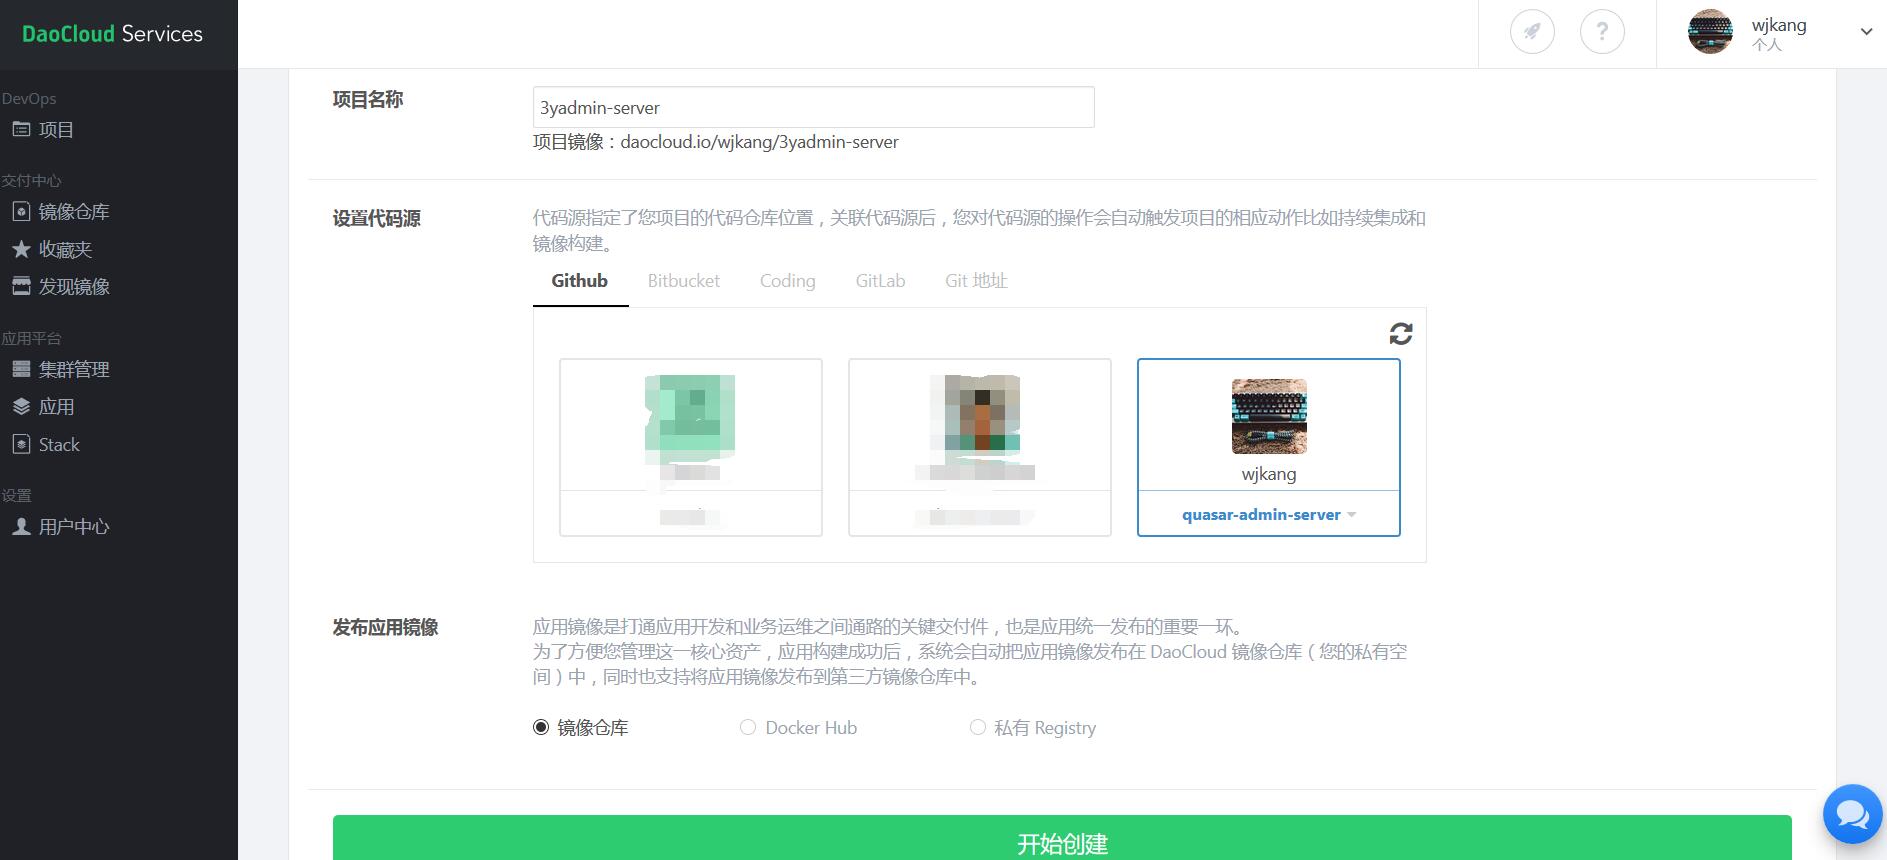 DaoCloud Services
wjkang
个人
DevOps
项目
交付中心
镜像仓库
收藏夹
发现镜像
应用平台
集群管理
应用
Stack
设置
用户中心
项目名称
3yadmin-server
项目镜像：daocloud.io/wjkang/3yadmin-server
设置代码源
代码源指定了您项目的代码仓库位置，关联代码源后，您对代码源的操作会自动触发项目的相应动作比如持续集成和
镜像构建。
Github Bitbucket Coding GitLab Git 地址
wjkang
quasar-admin-server
发布应用镜像
应用镜像是打通应用开发和业务运维之间通路的关键交付件，也是应用统一发布的重要一环。
为了方便您管理这一核心资产，应用构建成功后，系统会自动把应用镜像发布在 DaoCloud 镜像仓库（您的私有空
间）中，同时也支持将应用镜像发布到第三方镜像仓库中。
镜像仓库 Docker Hub 私有 Registry
开始创建